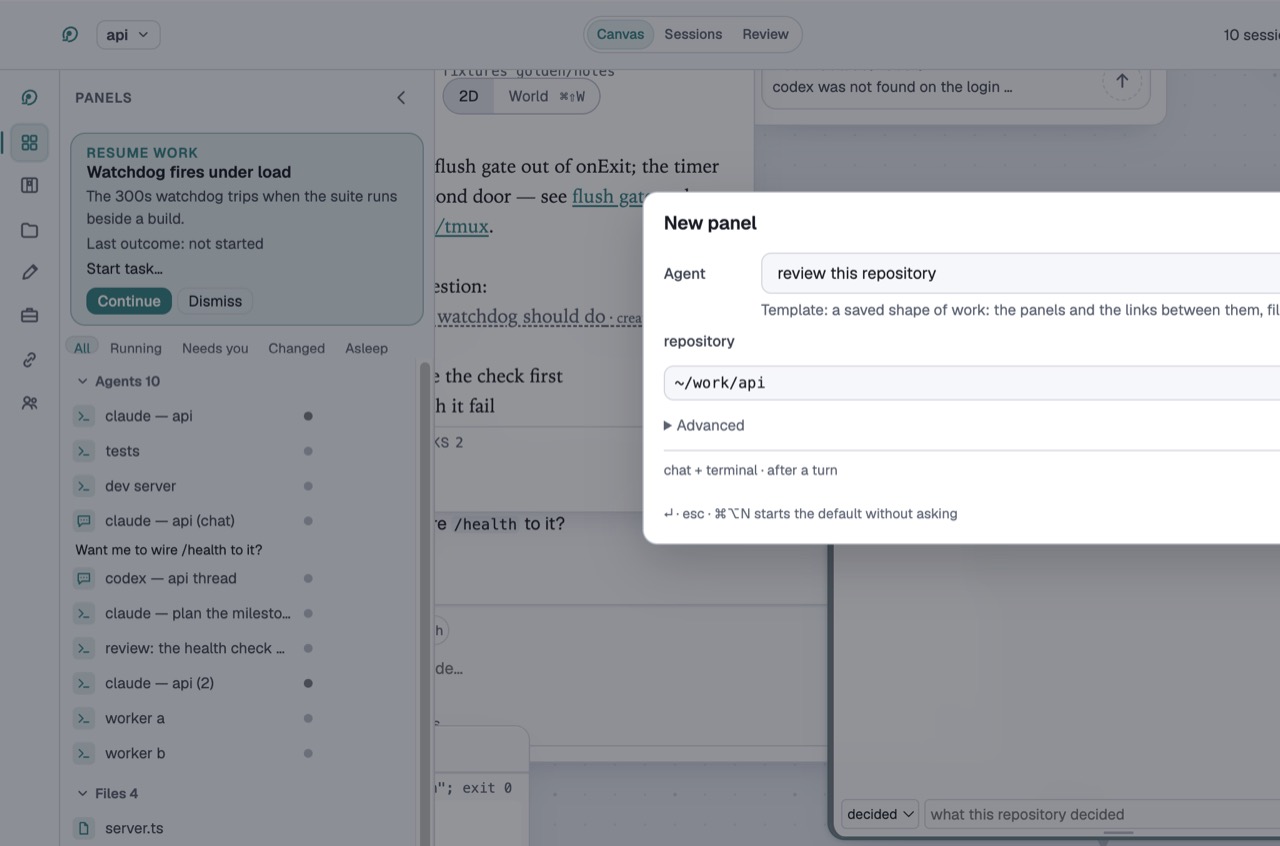 api
Canvas Sessions Review
10 sessi
PANELS
RESUME WORK
Watchdog fires under load
The 300s watchdog trips when the suite runs
beside a build.
Last outcome: not started
Start task…
Continue Dismiss
All Running Needs you Changed Asleep
Agents 10
claude — api
tests
dev server
claude — api (chat)
Want me to wire /health to it?
codex — api thread
claude — plan the milesto…
review: the health check …
claude — api (2)
worker a
worker b
Files 4
server.ts
fixtures golden/notes
2D World ⌘⇧W
flush gate out of onExit; the timer
ond door — see flush gat
/tmux.
estion:
watchdog should do · crea
e the check first
h it fail
KS 2
re /health to it?
h
de…
"; exit 0
codex was not found on the login …
New panel
Agent
review this repository
Template: a saved shape of work: the panels and the links between them, fil
repository
~/work/api
Advanced
chat + terminal · after a turn
↵ · esc · ⌘⌥N starts the default without asking
decided
what this repository decided